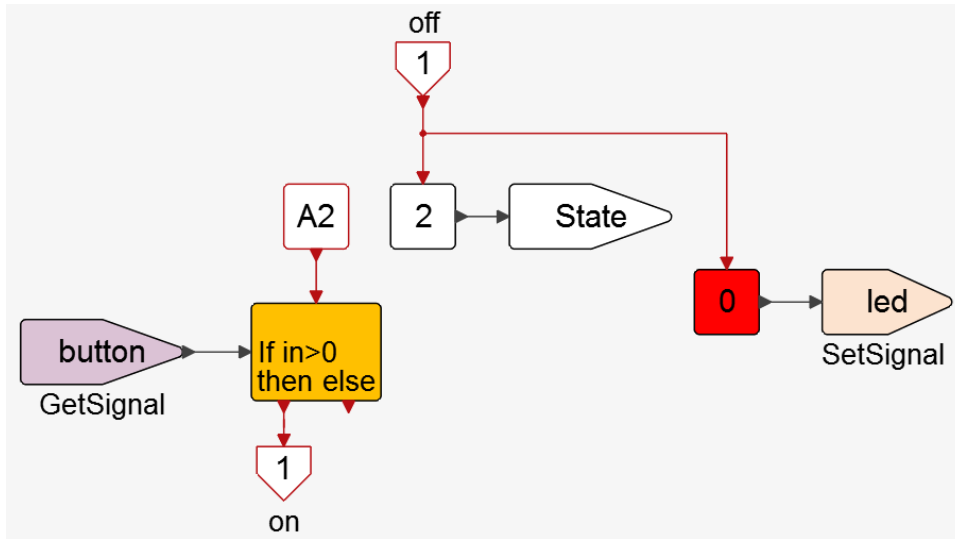 off
1
A2
2
State
0
led
SetSignal
button
GetSignal
If in>0
then else
1
on